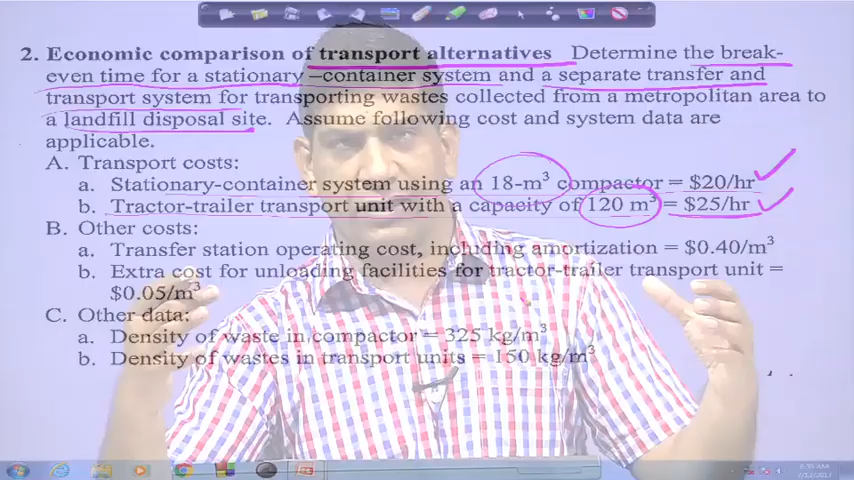 2. Economic comparison of transport alternatives Determine the break-
even time for a stationary –container system and a separate transfer and
transport system for transporting wastes collected from a metropolitan area to
a landfill disposal site. Assume following cost and system data are
applicable.
A. Transport costs:
a. Stationary-container system using an 18-m³ compactor = $20/hr
b. Tractor-trailer transport unit with a capacity of 120 m³ = $25/hr
B. Other costs:
a. Transfer station operating cost, including amortization = $0.40/m³
b. Extra cost for unloading facilities for tractor-trailer transport unit =
$0.05/m³
C. Other data:
a. Density of waste in compactor = 325 kg/m³
b. Density of wastes in transport units = 150 kg/m³